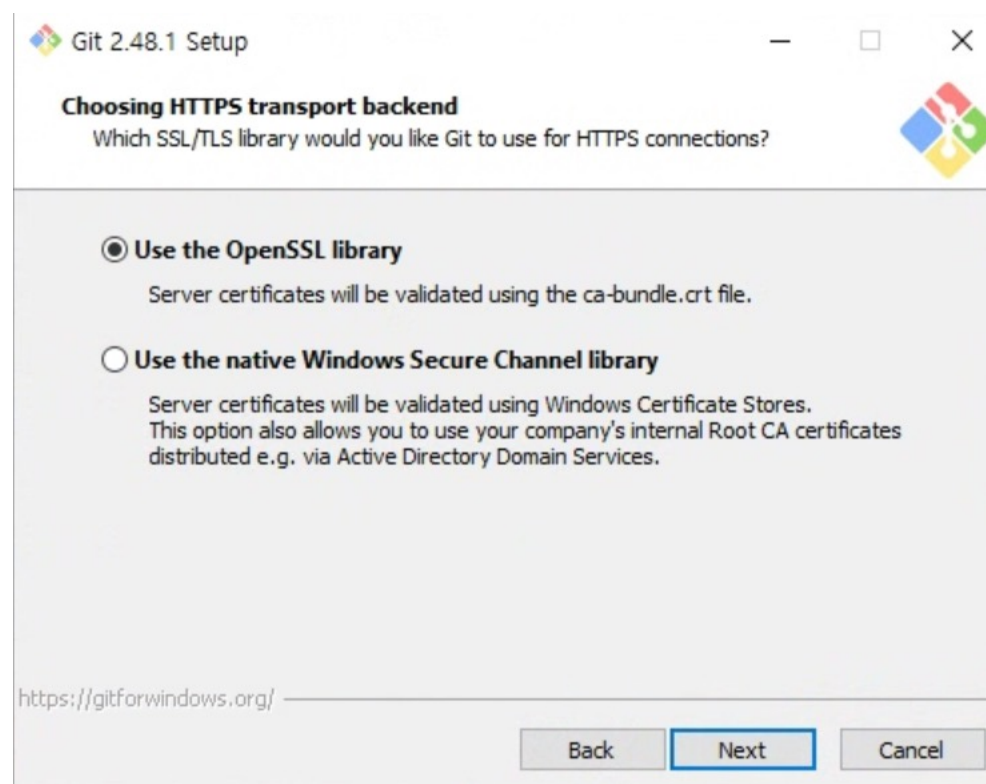 Git 2.48.1 Setup
Choosing HTTPS transport backend
Which SSL/TLS library would you like Git to use for HTTPS connections?
Use the OpenSSL library
Server certificates will be validated using the ca-bundle.crt file.
Use the native Windows Secure Channel library
Server certificates will be validated using Windows Certificate Stores.
This option also allows you to use your company's internal Root CA certificates
distributed e.g. via Active Directory Domain Services.
https://gitforwindows.org/
Back Next Cancel